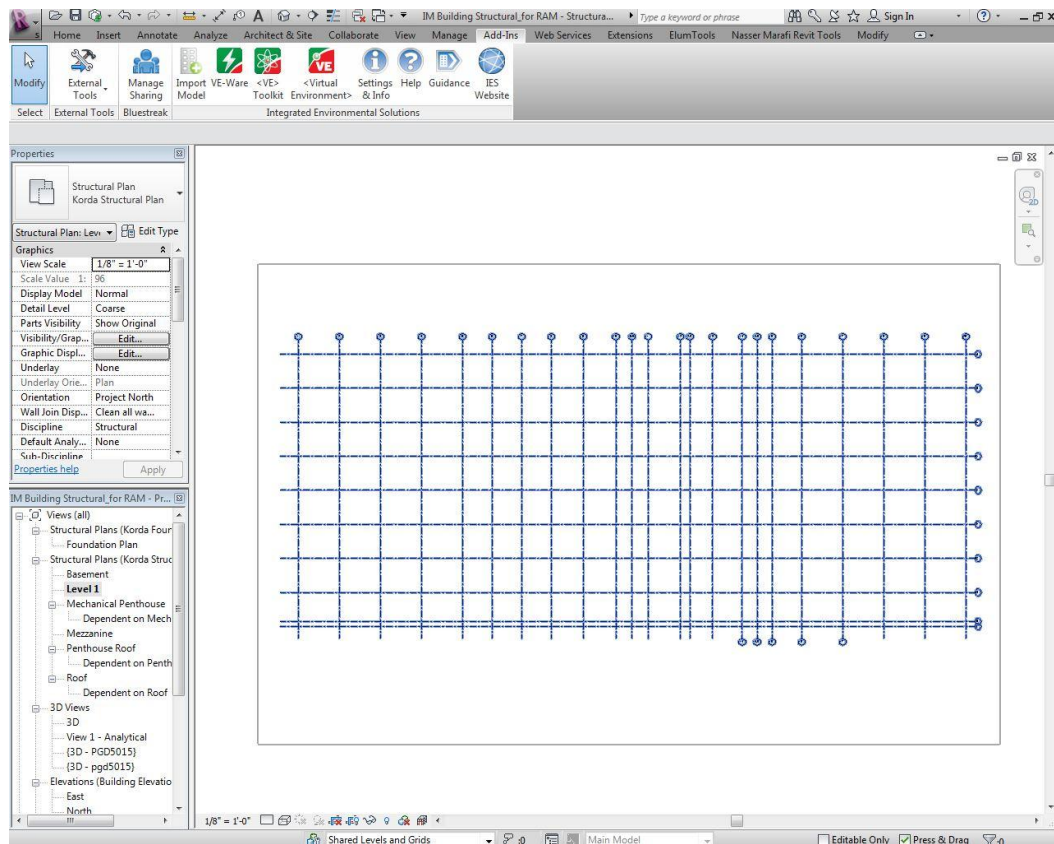 IM Building Structural_for RAM - Structura...
Type a keyword or phrase
Sign In
Home Insert Annotate Analyze Architect & Site Collaborate View Manage Add-Ins Web Services Extensions ElumTools Nasser Marafi Revit Tools Modify
Modify
External Tools
Manage Sharing
Import Model
VE-Ware
<VE> Toolkit
<Virtual Environment>
Settings & Info
Help
Guidance
IES Website
Select External Tools Bluestreak Integrated Environmental Solutions
Properties
Structural Plan
Korda Structural Plan
Structural Plan: Lev Edit Type
Graphics
View Scale 1/8" = 1'-0"
Scale Value 1: 96
Display Model Normal
Detail Level Coarse
Parts Visibility Show Original
Visibility/Grap... Edit...
Graphic Displ... Edit...
Underlay None
Underlay Orie... Plan
Orientation Project North
Wall Join Disp... Clean all wa...
Discipline Structural
Default Analy... None
Sub-Discipline
Properties help Apply
IM Building Structural_for RAM - Pr...
Views (all)
Structural Plans (Korda Four
Foundation Plan
Structural Plans (Korda Struc
Basement
Level 1
Mechanical Penthouse
Dependent on Mech
Mezzanine
Penthouse Roof
Dependent on Penth
Roof
Dependent on Roof
3D Views
3D
View 1 - Analytical
{3D - PGD5015}
{3D - pgd5015}
Elevations (Building Elevatio
East
North
2D
1/8" = 1'-0"
Shared Levels and Grids :0 Main Model Editable Only Press & Drag :0